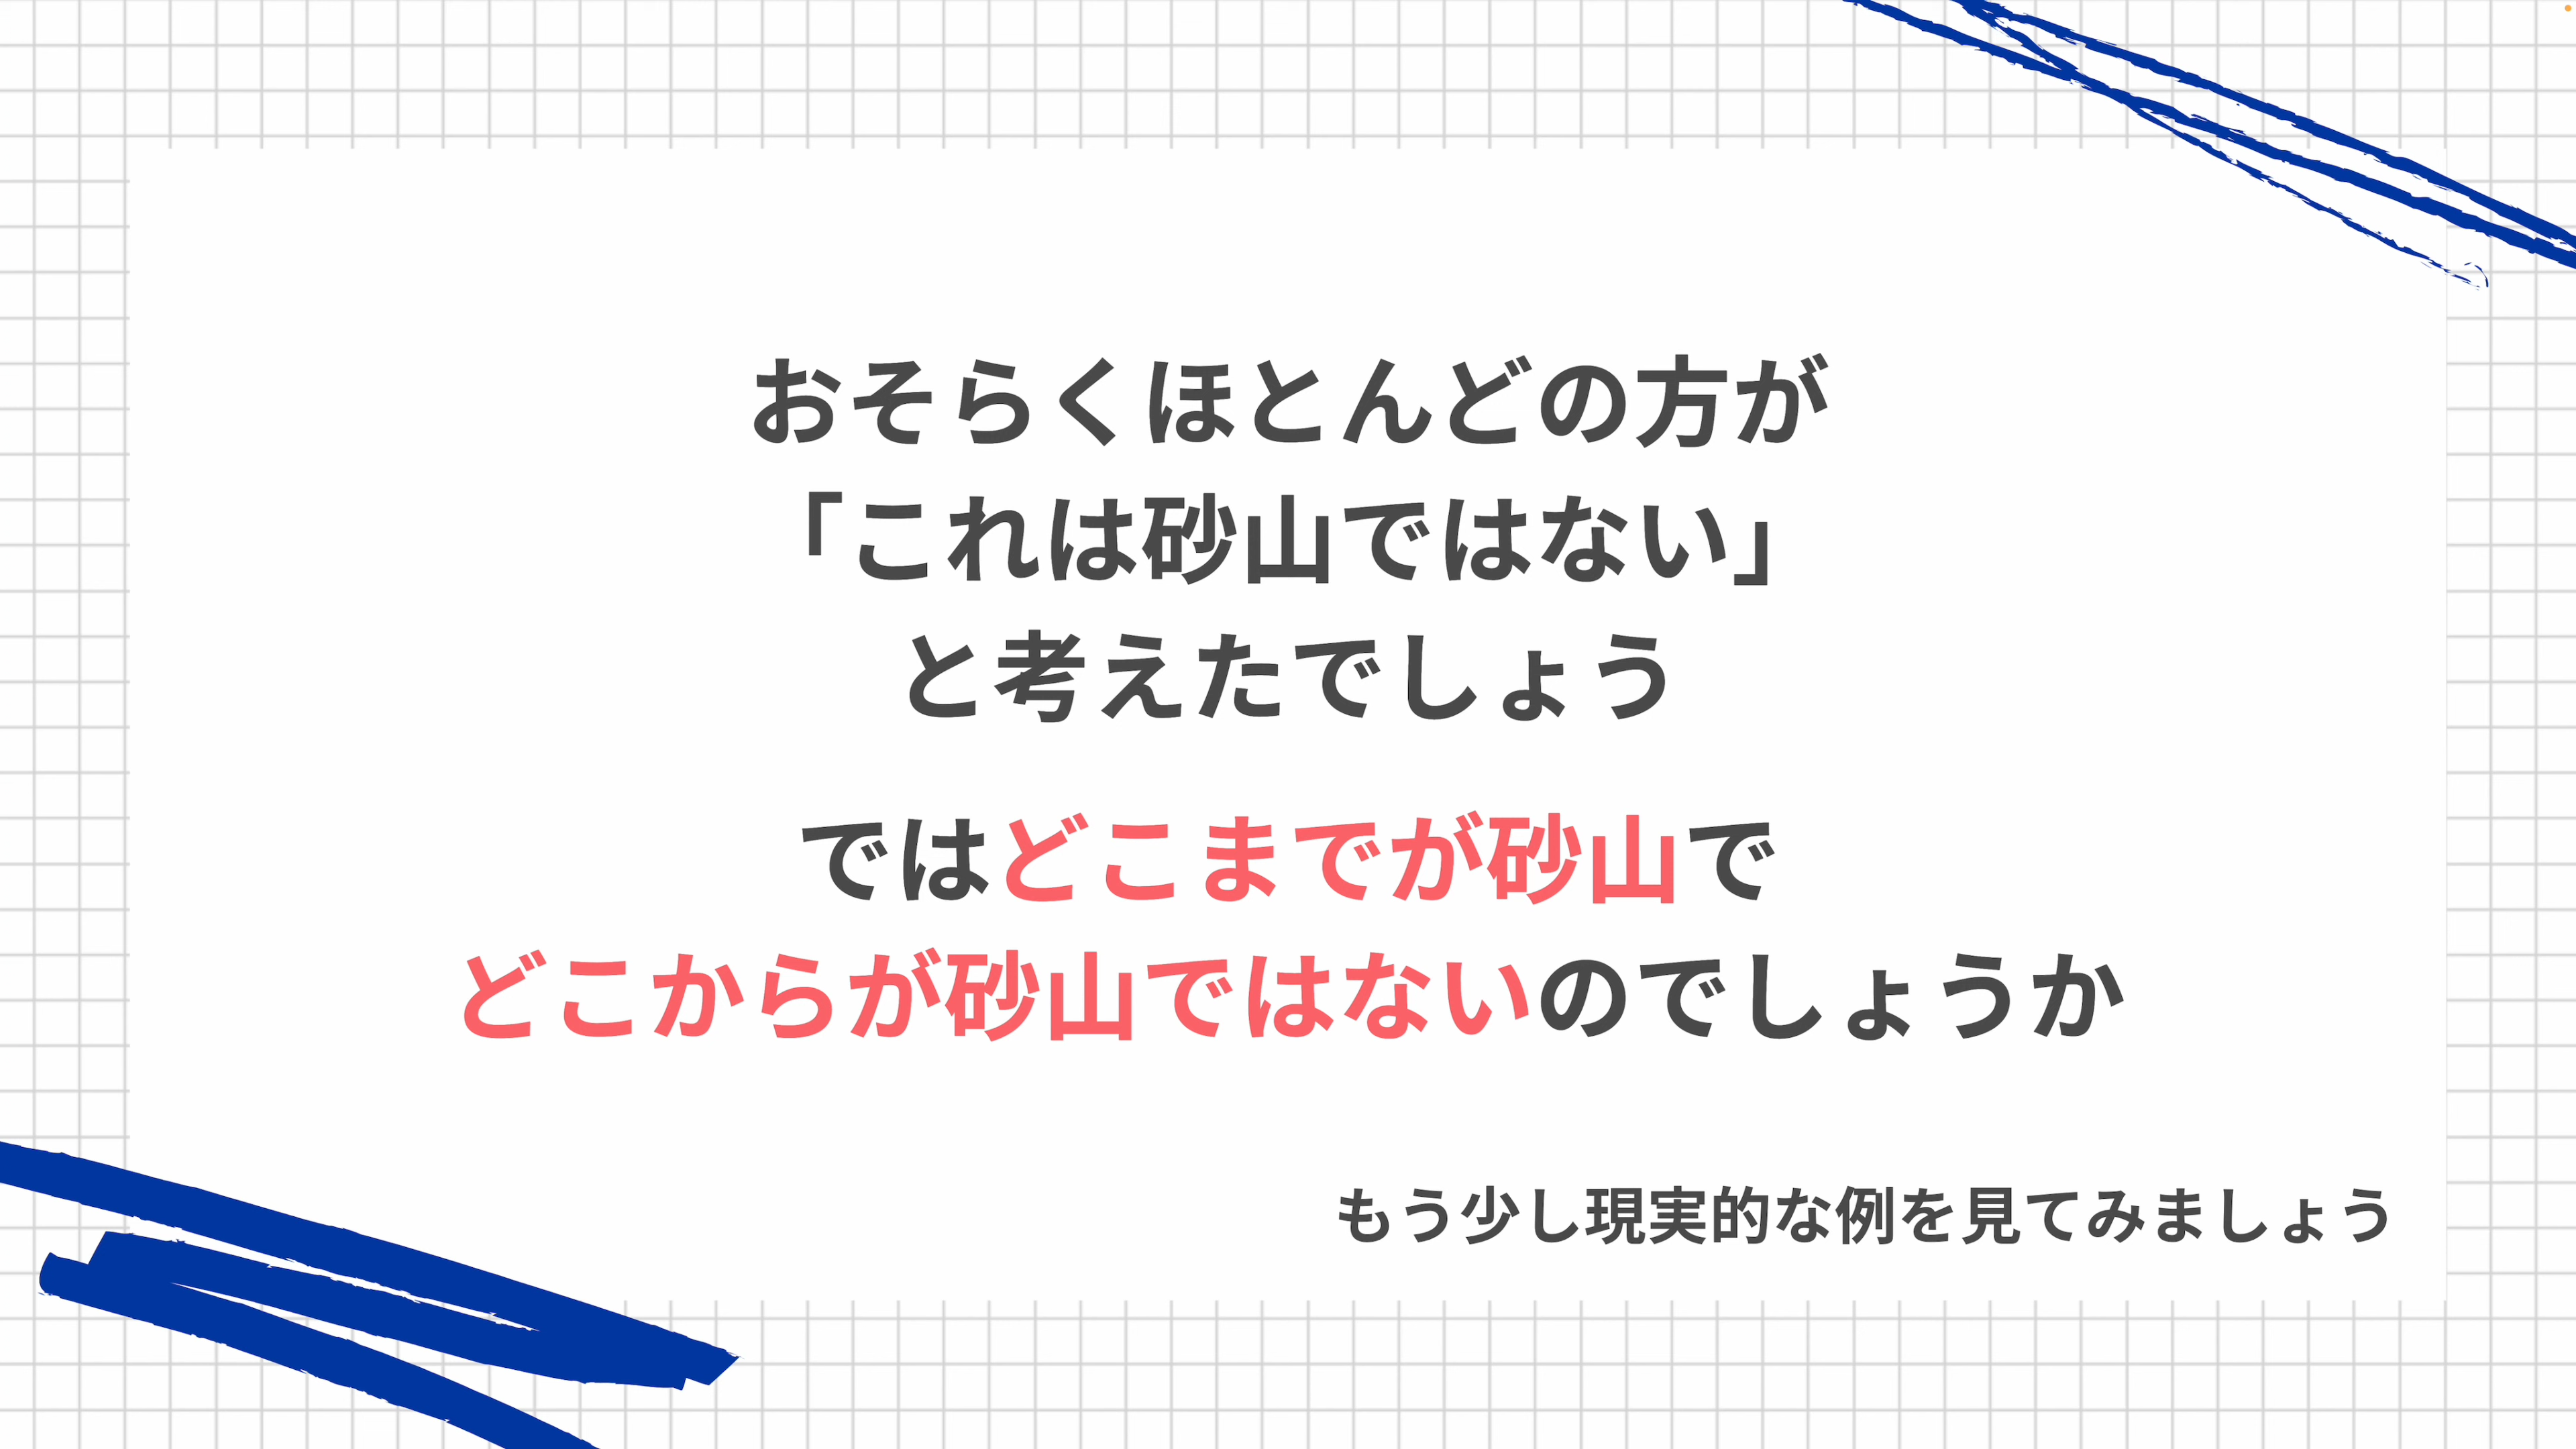 おそらくほとんどの方が
「これは砂山ではない」
と考えたでしょう
ではどこまでが砂山で
どこからが砂山ではないのでしょうか
もう少し現実的な例を見てみましょう